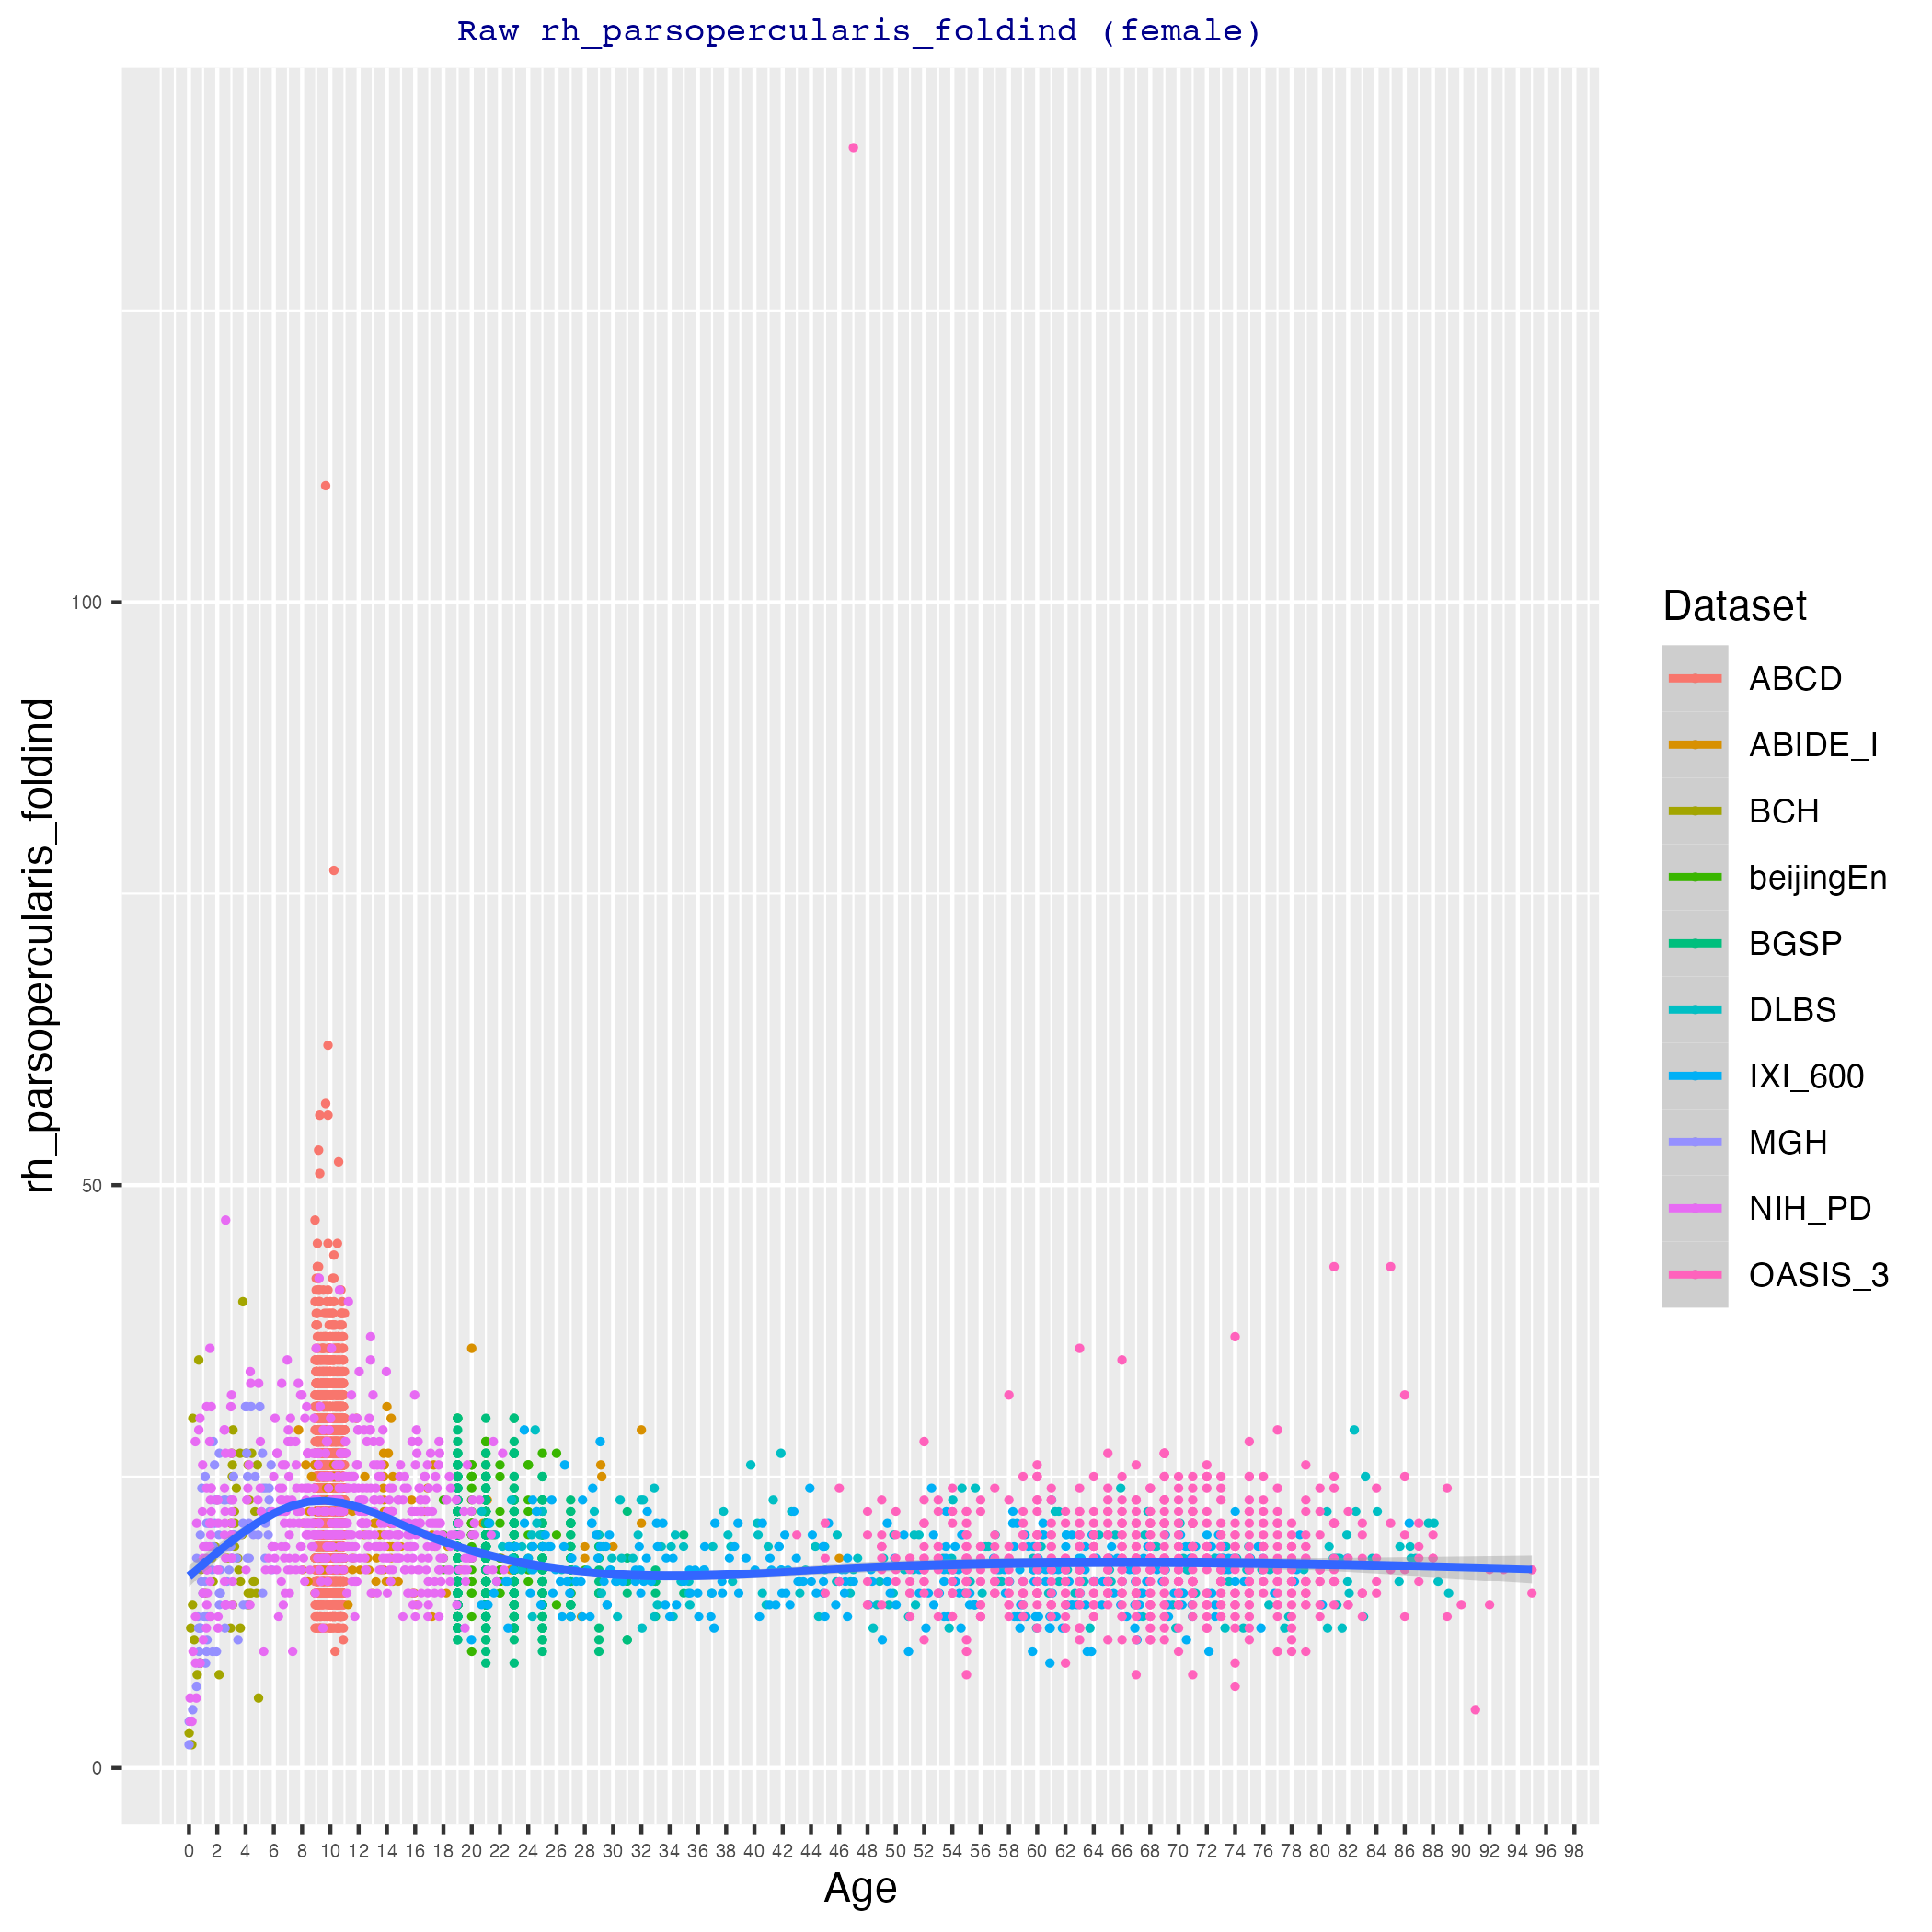 Raw rh_parsopercularis_foldind (female)
rh_parsopercularis_foldind
100
50
0
0 2 4 6 8 10 12 14 16 18 20 22 24 26 28 30 32 34 36 38 40 42 44 46 48 50 52 54 56 58 60 62 64 66 68 70 72 74 76 78 80 82 84 86 88 90 92 94 96 98
Age
Dataset
ABCD
ABIDE_I
BCH
beijingEn
BGSP
DLBS
IXI_600
MGH
NIH_PD
OASIS_3